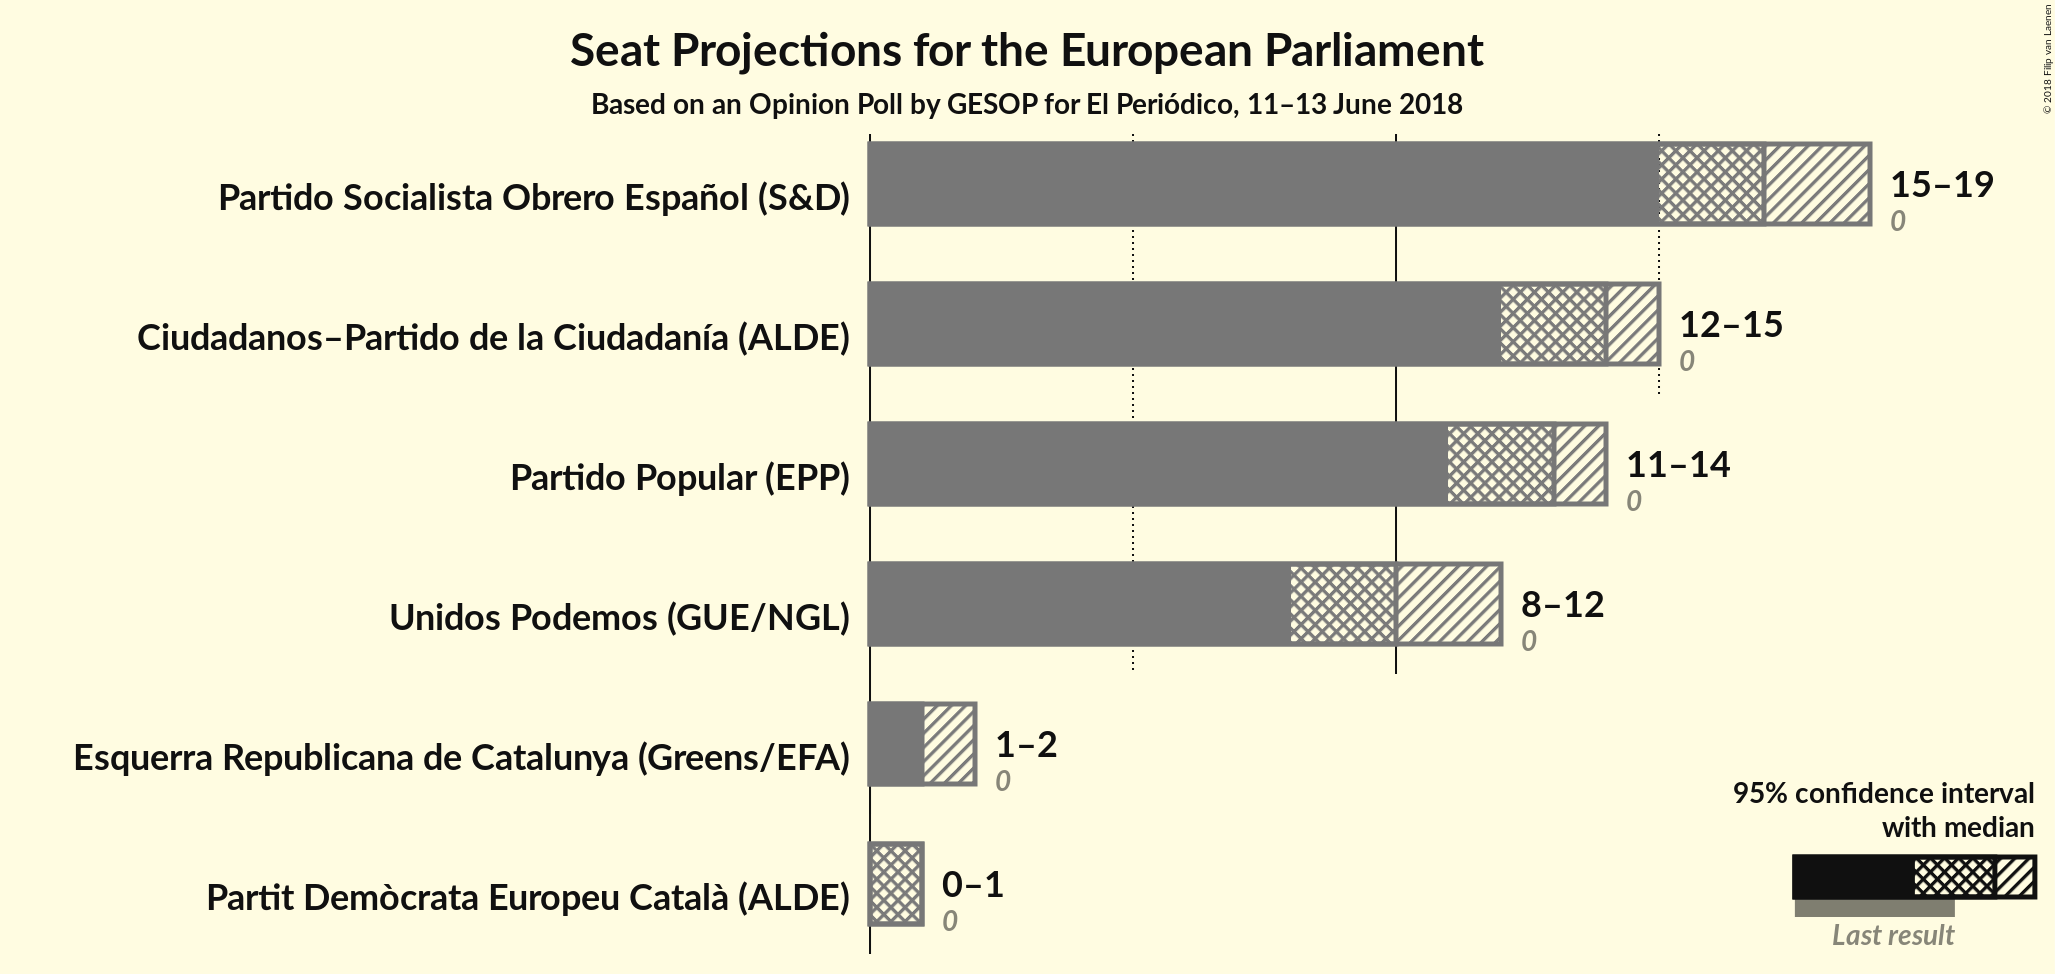 Seat Projections for the European Parliament
Based on an Opinion Poll by GESOP for El Periódico, 11–13 June 2018
© 2018 Filip van Laenen
Partido Socialista Obrero Español (S&D)
15–19
0
Ciudadanos–Partido de la Ciudadanía (ALDE)
12–15
0
Partido Popular (EPP)
11–14
0
Unidos Podemos (GUE/NGL)
8–12
0
Esquerra Republicana de Catalunya (Greens/EFA)
1–2
0
Partit Demòcrata Europeu Català (ALDE)
0–1
0
95% confidence interval
with median
Last result